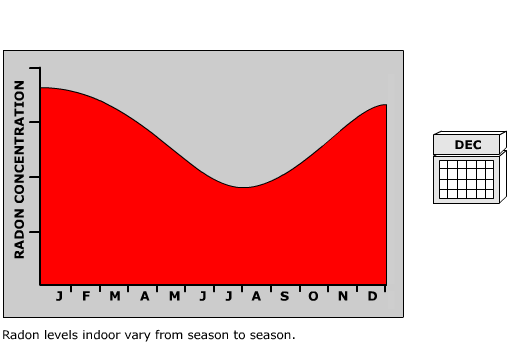 RADON CONCENTRATION
J F M A M J J A S O N D
DEC
Radon levels indoor vary from season to season.